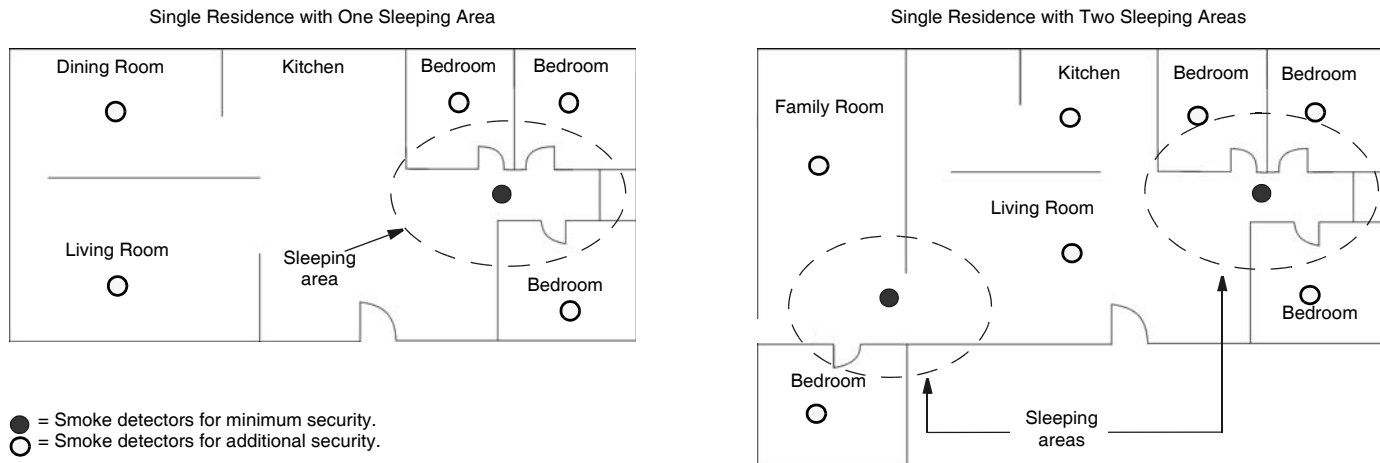 Single Residence with One Sleeping Area
Dining Room
Kitchen
Bedroom
Bedroom
Living Room
Sleeping
area
Bedroom
= Smoke detectors for minimum security.
= Smoke detectors for additional security.
Single Residence with Two Sleeping Areas
Family Room
Kitchen
Bedroom
Bedroom
Living Room
Bedroom
Bedroom
Sleeping
areas